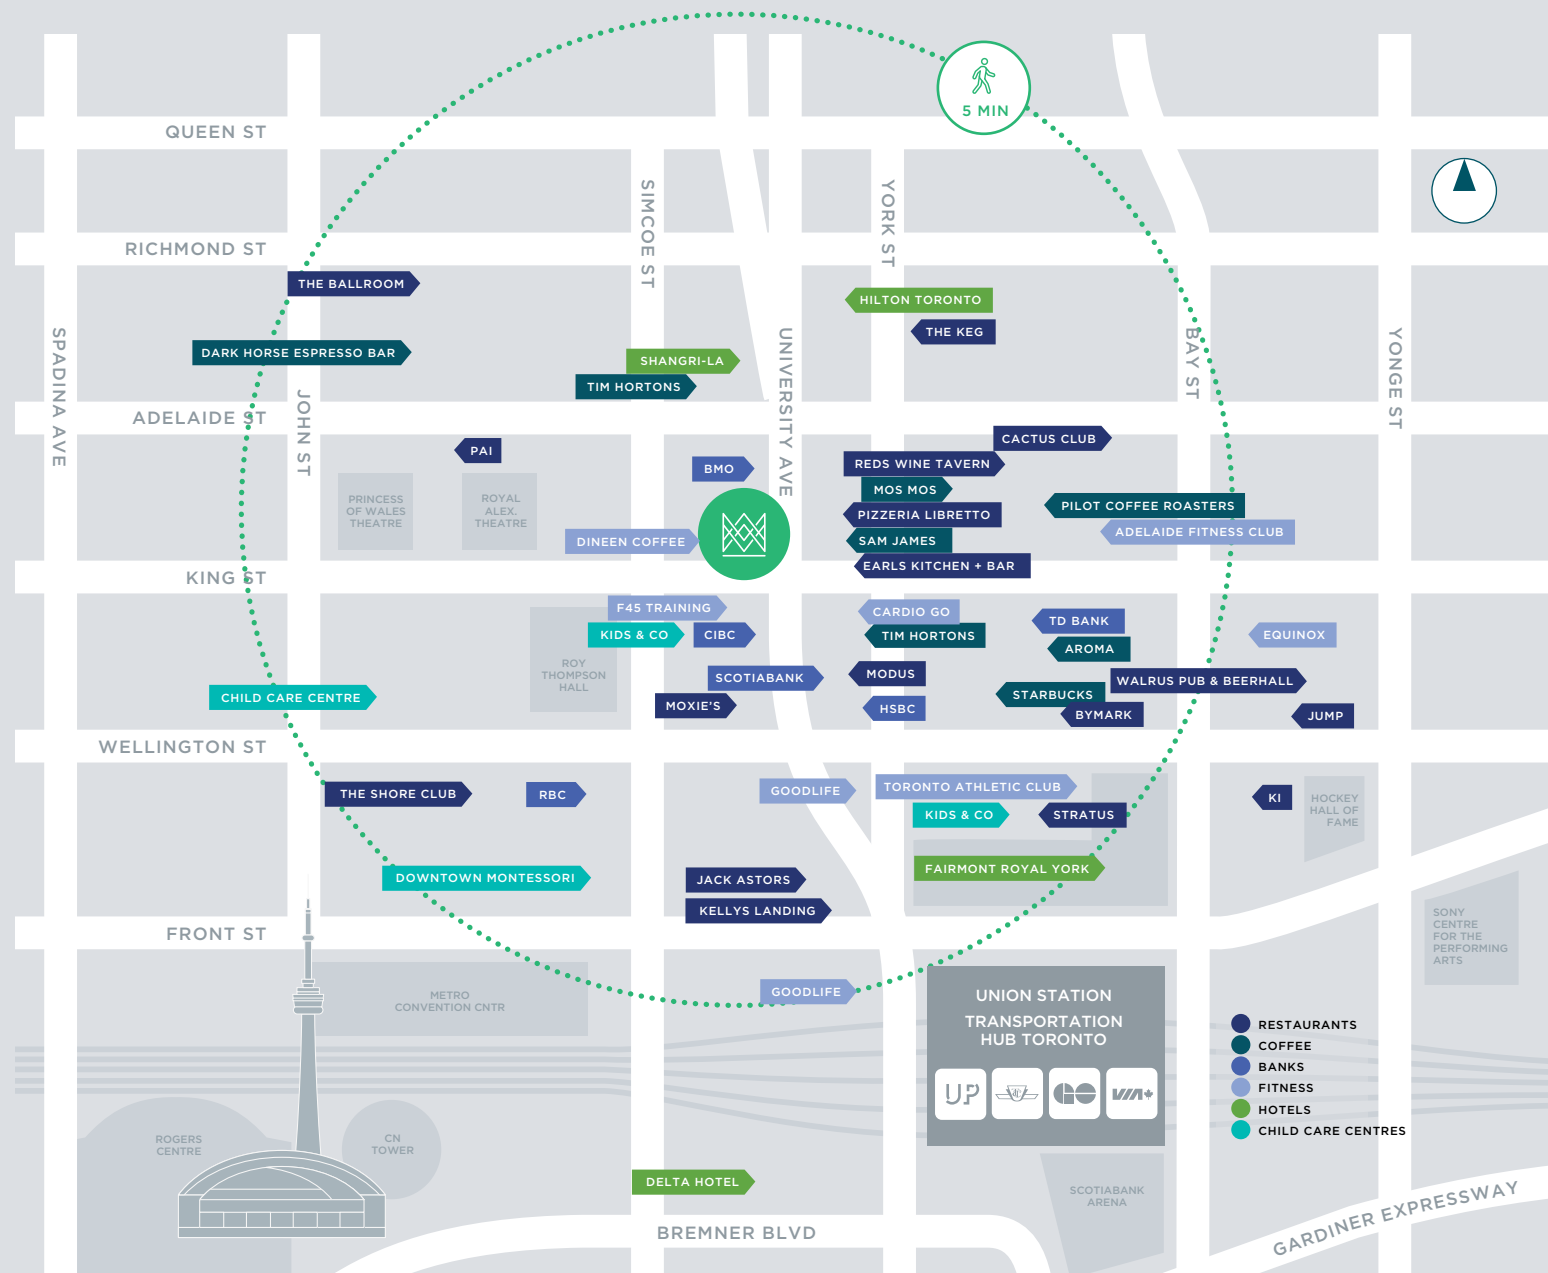 5 MIN
QUEEN ST
SIMCOE ST
YORK ST
RICHMOND ST
THE BALLROOM
HILTON TORONTO
THE KEG
SPADINA AVE
UNIVERSITY AVE
BAY ST
YONGE ST
DARK HORSE ESPRESSO BAR
SHANGRI-LA
TIM HORTONS
JOHN ST
ADELAIDE ST
CACTUS CLUB
PAI
BMO
REDS WINE TAVERN
MOS MOS
PRINCESS
OF WALES
THEATRE
ROYAL
ALEX.
THEATRE
PIZZERIA LIBRETTO
PILOT COFFEE ROASTERS
ADELAIDE FITNESS CLUB
DINEEN COFFEE
SAM JAMES
EARLS KITCHEN + BAR
KING ST
F45 TRAINING
CARDIO GO
TD BANK
KIDS & CO
CIBC
TIM HORTONS
EQUINOX
AROMA
ROY
THOMPSON
HALL
SCOTIABANK
MODUS
WALRUS PUB & BEERHALL
CHILD CARE CENTRE
STARBUCKS
MOXIE'S
HSBC
BYMARK
JUMP
WELLINGTON ST
THE SHORE CLUB
RBC
GOODLIFE
TORONTO ATHLETIC CLUB
KI
HOCKEY
HALL OF
FAME
KIDS & CO
STRATUS
DOWNTOWN MONTESSORI
JACK ASTORS
FAIRMONT ROYAL YORK
KELLYS LANDING
FRONT ST
SONY
CENTRE
FOR THE
PERFORMING
ARTS
METRO
CONVENTION CNTR
GOODLIFE
UNION STATION
TRANSPORTATION
HUB TORONTO
UP
TTC
GO
VIA
RESTAURANTS
COFFEE
BANKS
FITNESS
HOTELS
CHILD CARE CENTRES
ROGERS
CENTRE
CN
TOWER
DELTA HOTEL
SCOTIABANK
ARENA
BREMNER BLVD
GARDINER EXPRESSWAY